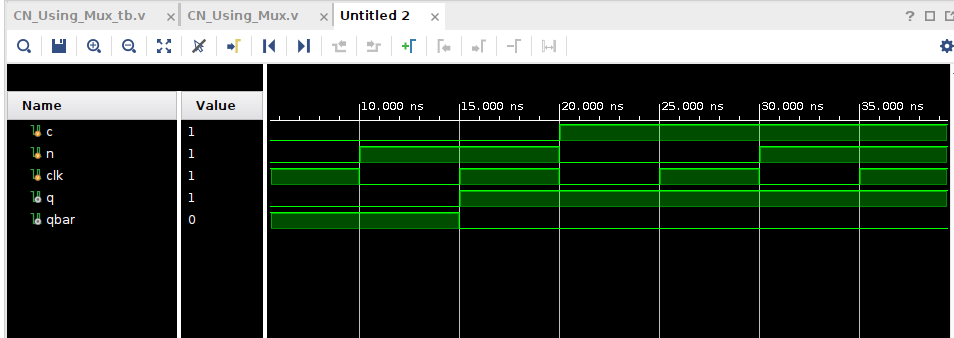 CN_Using_Mux_tb.v × CN_Using_Mux.v × Untitled 2 × ?
Name Value
10.000 ns 15.000 ns 20.000 ns 25.000 ns 30.000 ns 35.000 ns
c 1
n 1
clk 1
q 1
qbar 0